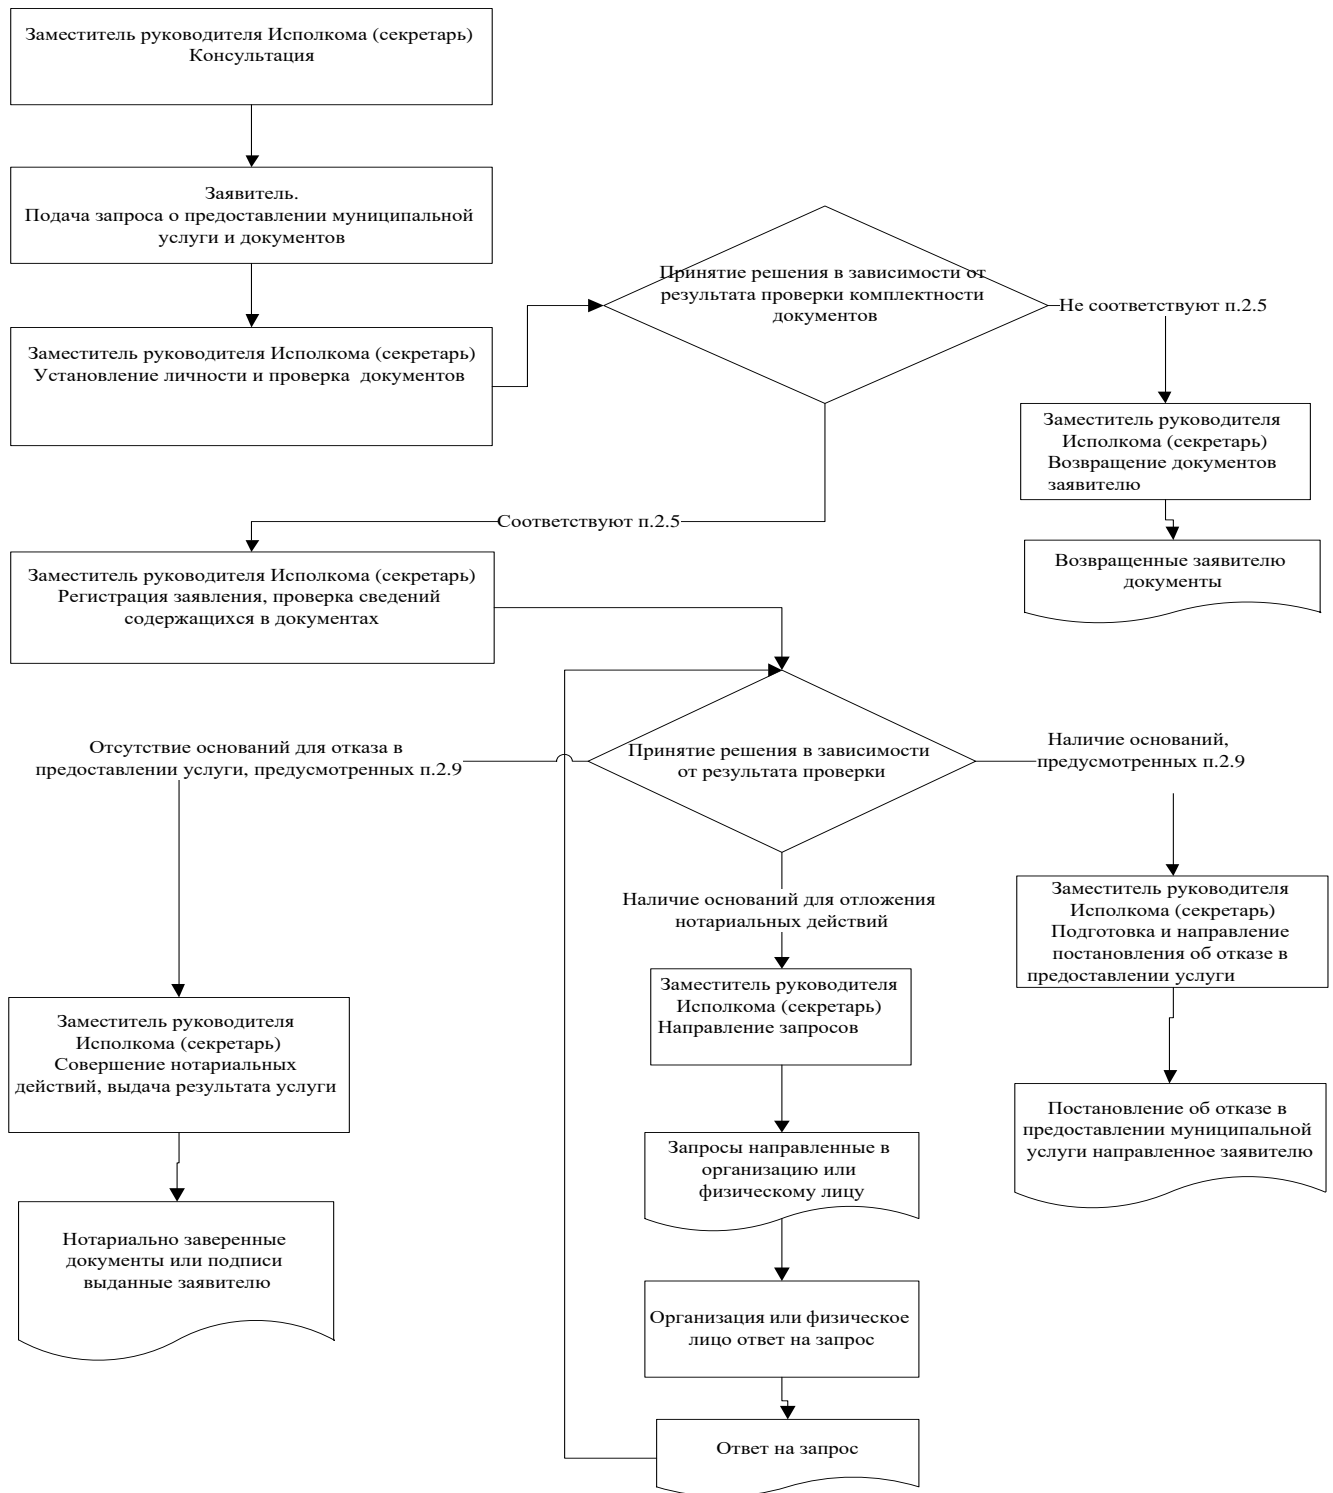 Заместитель руководителя Исполкома (секретарь)
Консультация
Заявитель.
Подача запроса о предоставлении муниципальной
услуги и документов
Заместитель руководителя Исполкома (секретарь)
Установление личности и проверка документов
Принятие решения в зависимости от
результата проверки комплектности
документов
Не соответствуют п.2.5
Заместитель руководителя
Исполкома (секретарь)
Возвращение документов
заявителю
Возвращенные заявителю
документы
Соответствуют п.2.5
Заместитель руководителя Исполкома (секретарь)
Регистрация заявления, проверка сведений
содержащихся в документах
Принятие решения в зависимости
от результата проверки
Отсутствие оснований для отказа в
предоставлении услуги, предусмотренных п.2.9
Наличие оснований,
предусмотренных п.2.9
Наличие оснований для отложения
нотариальных действий
Заместитель руководителя
Исполкома (секретарь)
Совершение нотариальных
действий, выдача результата услуги
Нотариально заверенные
документы или подписи
выданные заявителю
Заместитель руководителя
Исполкома (секретарь)
Направление запросов
Запросы направленные в
организацию или
физическому лицу
Организация или физическое
лицо ответ на запрос
Ответ на запрос
Заместитель руководителя
Исполкома (секретарь)
Подготовка и направление
постановления об отказе в
предоставлении услуги
Постановление об отказе в
предоставлении муниципальной
услуги направленное заявителю